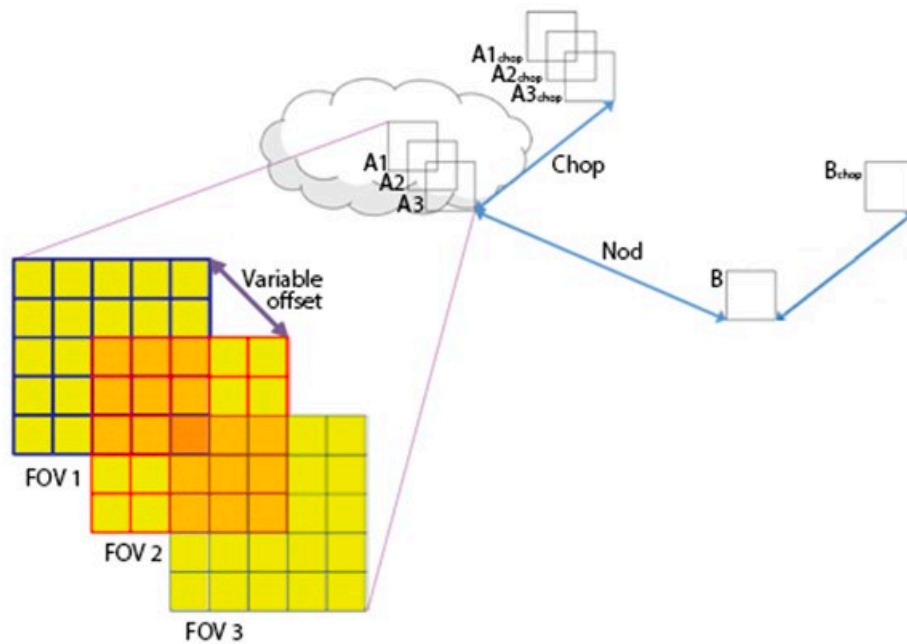 A1chop
A2chop
A3chop
A1
A2
A3
Chop
Bchop
Nod
B
Variable
offset
FOV 1
FOV 2
FOV 3